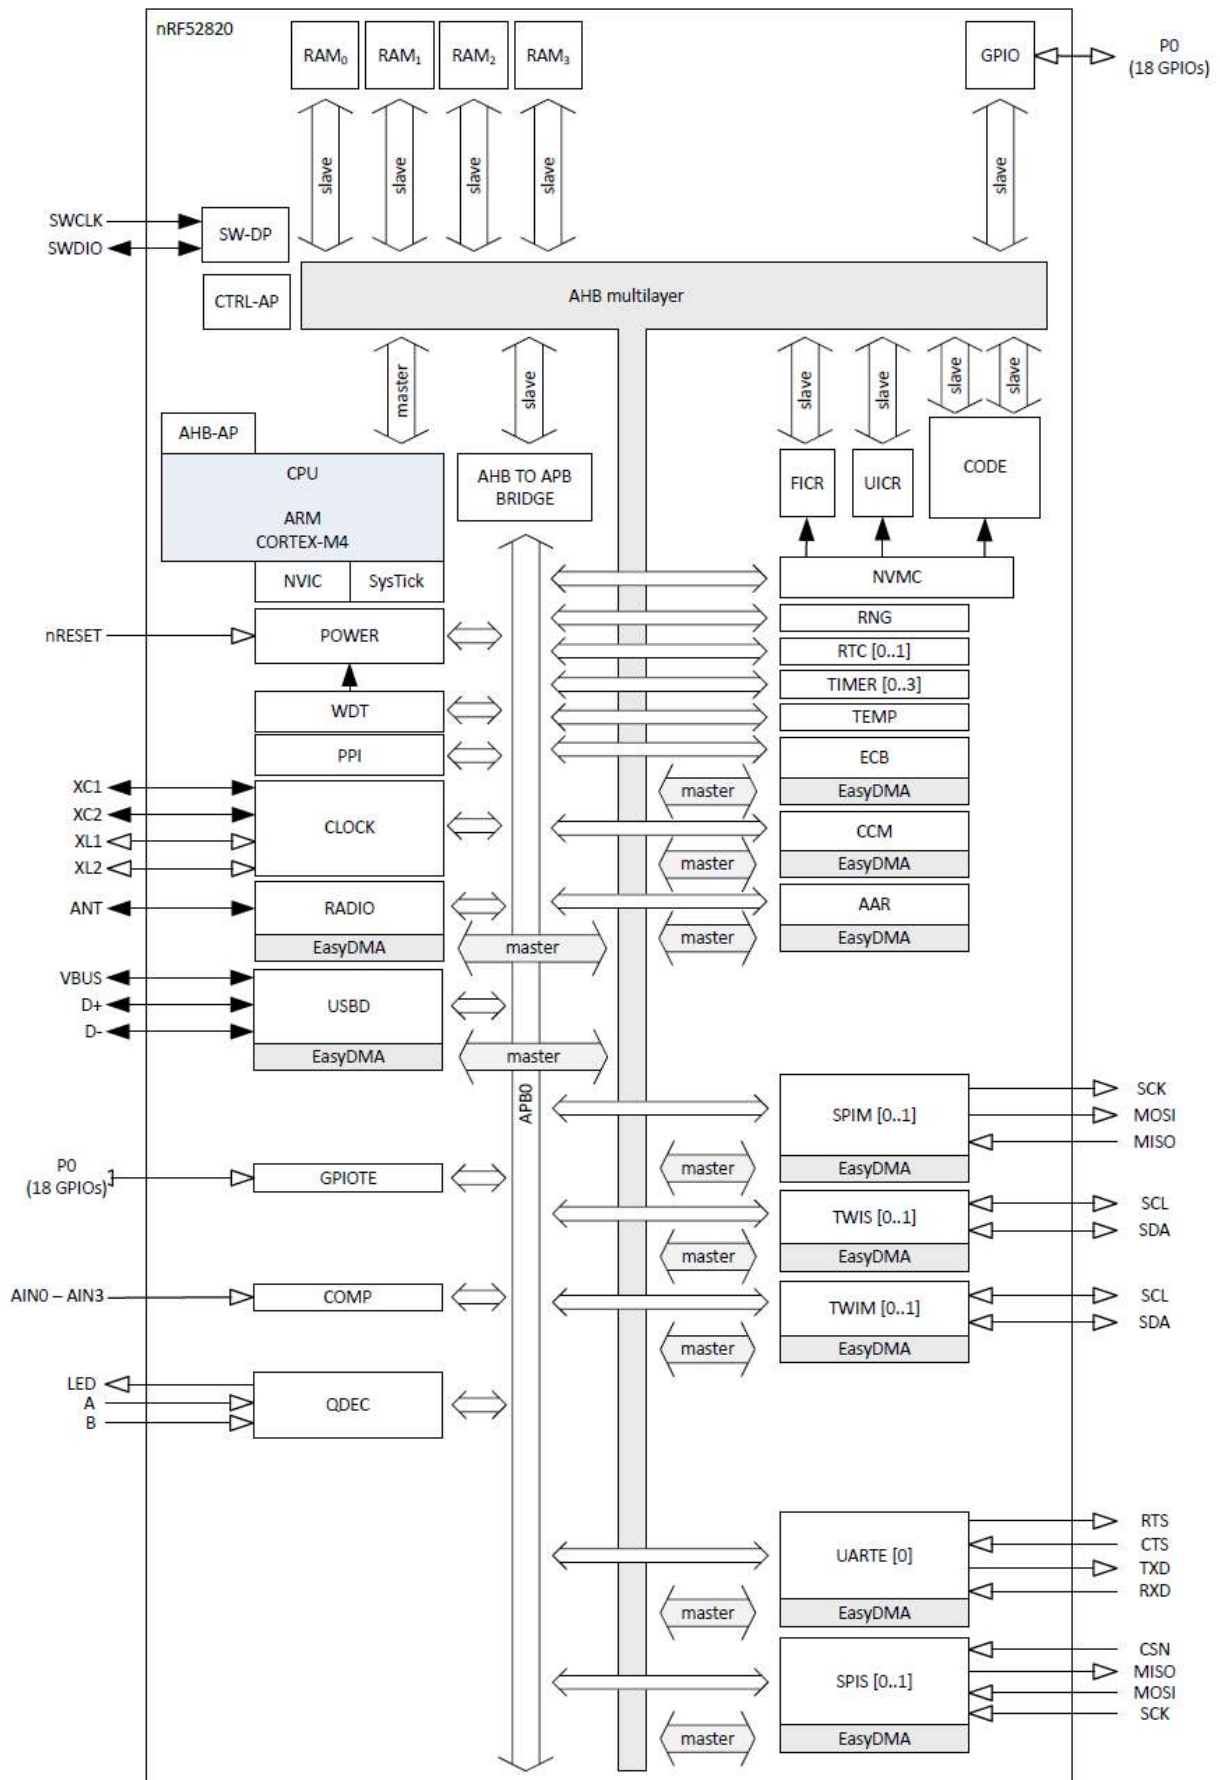 nRF52820
RAM0
RAM1
RAM2
RAM3
GPIO
P0
(18 GPIOs)
slave
slave
slave
slave
slave
SWCLK
SWDIO
SW-DP
CTRL-AP
AHB multilayer
master
slave
slave
slave
slave
slave
AHB-AP
CPU
ARM
CORTEX-M4
NVIC
SysTick
AHB TO APB
BRIDGE
FICR
UICR
CODE
NVMC
nRESET
POWER
RNG
RTC [0..1]
TIMER [0..3]
WDT
TEMP
PPI
ECB
master
EasyDMA
XC1
XC2
XL1
XL2
CLOCK
CCM
master
EasyDMA
ANT
RADIO
EasyDMA
master
AAR
master
EasyDMA
VBUS
D+
D-
USBD
EasyDMA
master
APB0
SPIM [0..1]
SCK
MOSI
MISO
master
EasyDMA
P0
(18 GPIOs)
GPIOTE
TWIS [0..1]
SCL
SDA
master
EasyDMA
AIN0 – AIN3
COMP
TWIM [0..1]
SCL
SDA
master
EasyDMA
LED
A
B
QDEC
UARTE [0]
RTS
CTS
TXD
RXD
master
EasyDMA
SPIS [0..1]
CSN
MISO
MOSI
SCK
master
EasyDMA